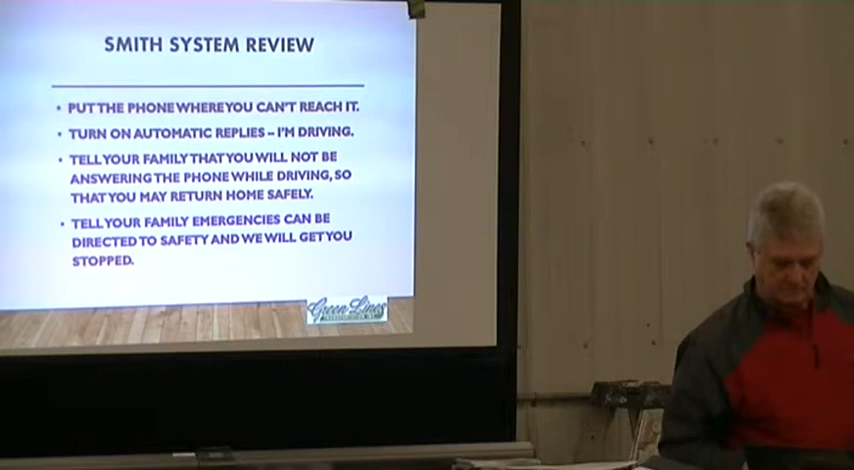 SMITH SYSTEM REVIEW
• PUT THE PHONE WHERE YOU CAN'T REACH IT.
• TURN ON AUTOMATIC REPLIES – I'M DRIVING.
• TELL YOUR FAMILY THAT YOU WILL NOT BE
ANSWERING THE PHONE WHILE DRIVING, SO
THAT YOU MAY RETURN HOME SAFELY.
• TELL YOUR FAMILY EMERGENCIES CAN BE
DIRECTED TO SAFETY AND WE WILL GET YOU
STOPPED.
Green Lines
TRANSPORTATION INC.